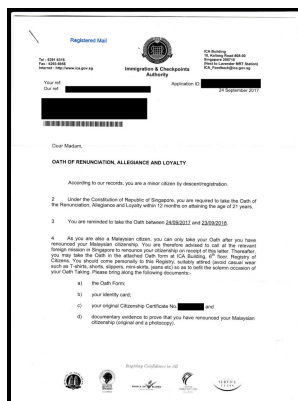 Registered Mail
ICA Building
10, Kallang Road #08-00
Singapore 208718
(Next to Lavender MRT Station)
ICA_Feedback@ica.gov.sg
Tel : 6391 6318
Internet : http://www.ica.gov.sg
Immigration & Checkpoints
Authority
Your ref:
Our ref:
Application ID:
24 September 2017
Dear Madam,
OATH OF RENUNCIATION, ALLEGIANCE AND LOYALTY
According to our records, you are a minor citizen by descent/registration.
2 Under the Constitution of Republic of Singapore, you are required to take the Oath of
the Renunciation, Allegiance and Loyalty within 12 months on attaining the age of 21 years.
3 You are reminded to take the Oath between 24/09/2017 and 23/09/2018.
4 As you are also a Malaysian citizen, you can only take your Oath after you have
renounced your Malaysian citizenship. You are therefore advised to call at the relevant
foreign mission in Singapore to renounce your citizenship on receipt of this letter. Thereafter,
you may take the Oath in the attached Oath form at ICA Building, 6th floor, Registry of
Citizens. You should come personally to this Registry, suitably attired (avoid casual wear
such as T-shirts, shorts, slippers, mini-skirts, jeans etc) so as to befit the solemn occasion of
your Oath Taking. Please bring along the following documents:-
a) the Oath Form;
b) your identity card;
c) your original Citizenship Certificate No. and
d) documentary evidence to prove that you have renounced your Malaysian
citizenship (original and a photocopy).
Inspiring Confidence in All